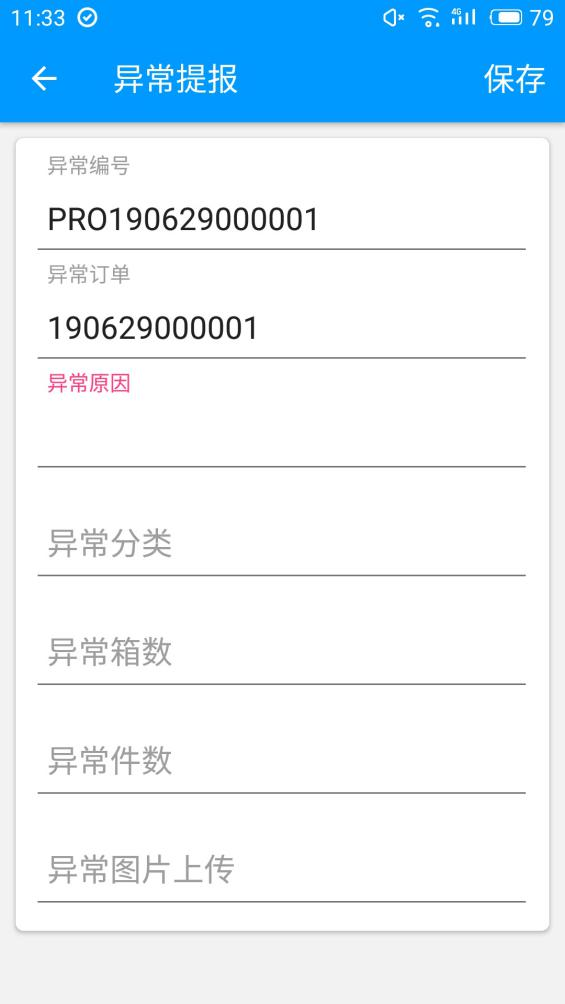 11:33
4G
79
异常提报
保存
异常编号
PRO190629000001
异常订单
190629000001
异常原因
异常分类
异常箱数
异常件数
异常图片上传